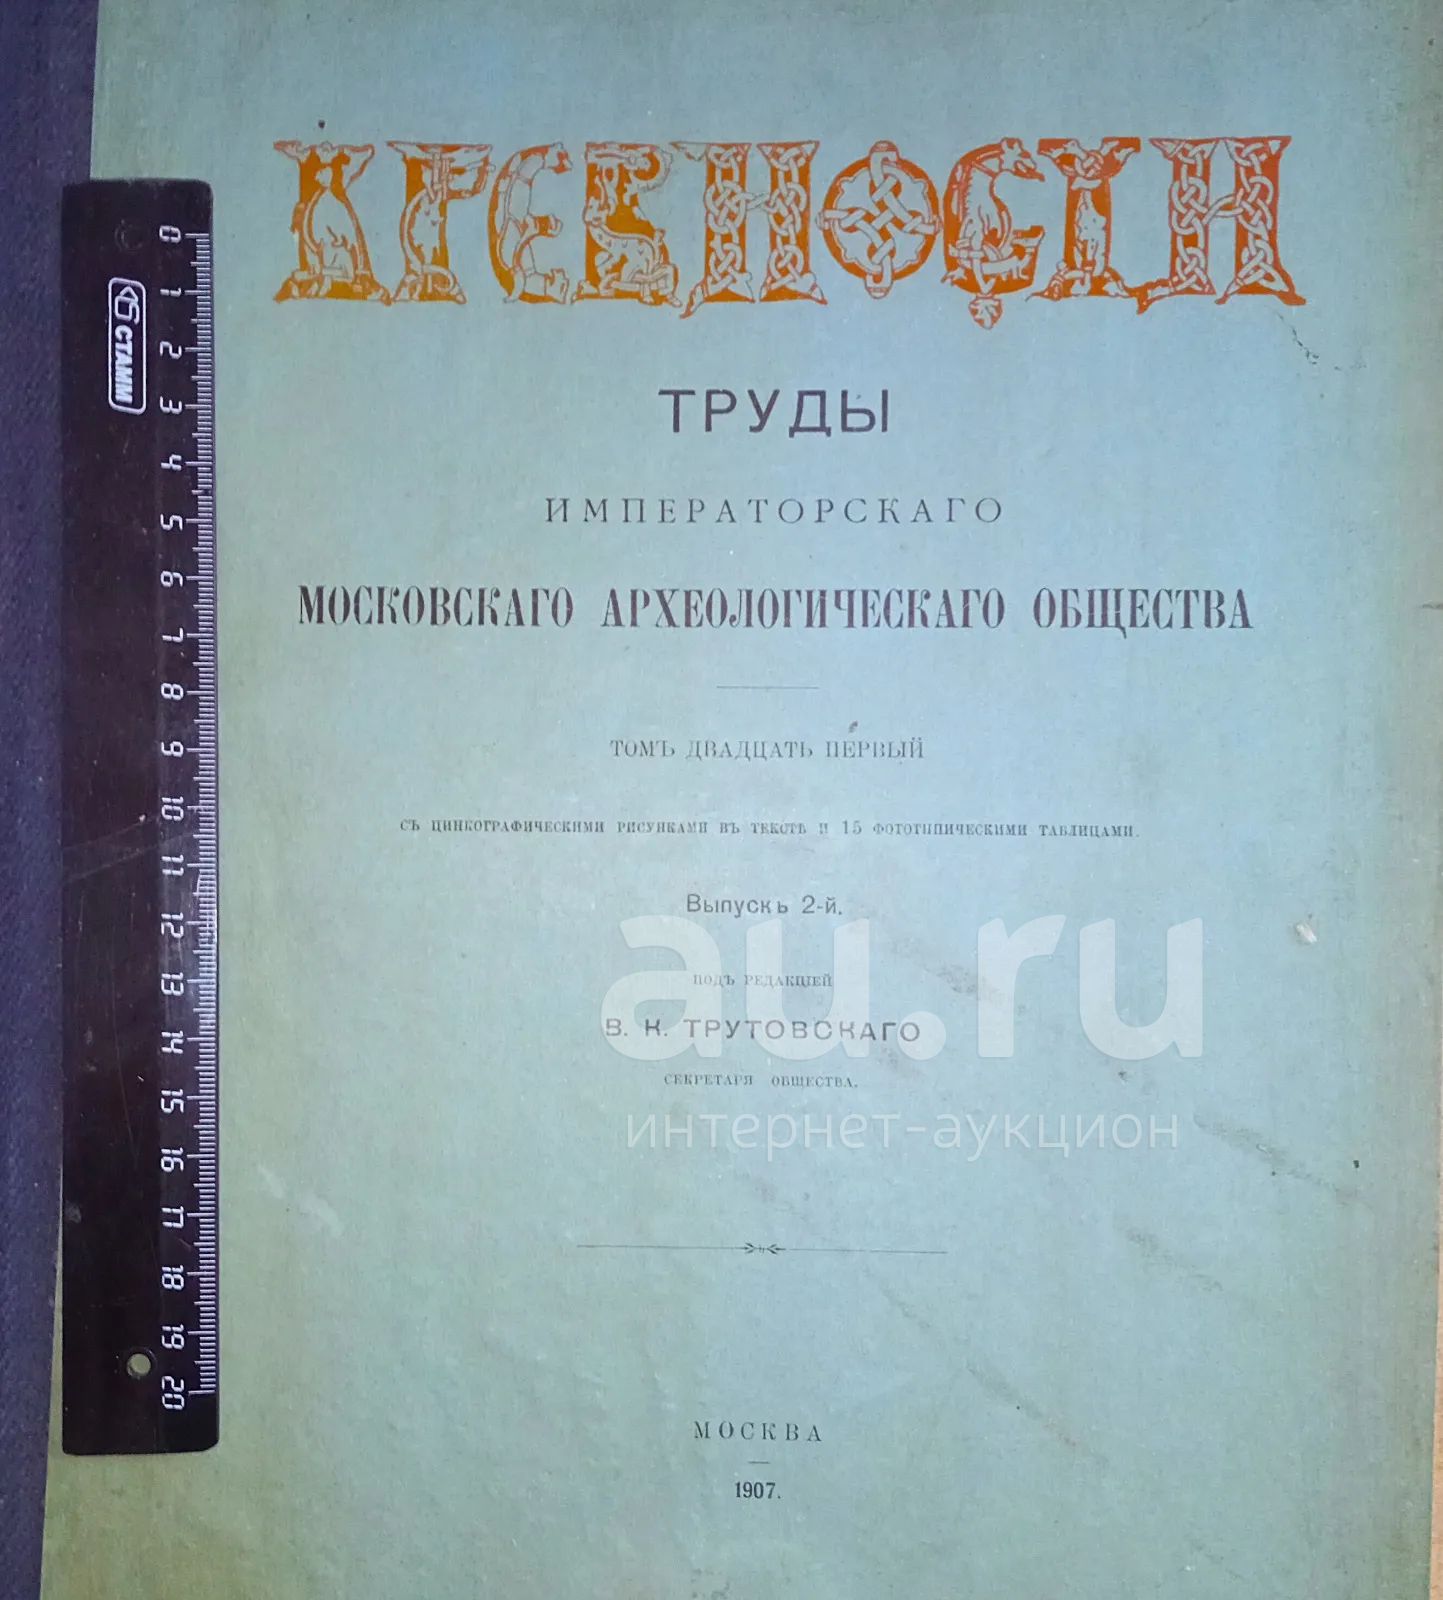 ДРЕВНОСТИ
ТРУДЫ
ИМПЕРАТОРСКАГО
МОСКОВСКАГО АРХЕОЛОГИЧЕСКАГО ОБЩЕСТВА
ТОМЪ ДВАДЦАТЬ ПЕРВЫЙ
СЪ ЦИНКОГРАФИЧЕСКИМИ РИСУНКАМИ ВЪ ТЕКСТѢ И 15 ФОТОТИПИЧЕСКИМИ ТАБЛИЦАМИ.
Выпускъ 2-й.
ПОДЪ РЕДАКЦІЕЙ
В. К. ТРУТОВСКАГО
СЕКРЕТАРЯ ОБЩЕСТВА.
МОСКВА
1907.
au.ru
интернет-аукцион
СТАММ
0 1 2 3 4 5 6 7 8 9 10 11 12 13 14 15 16 17 18 19 20